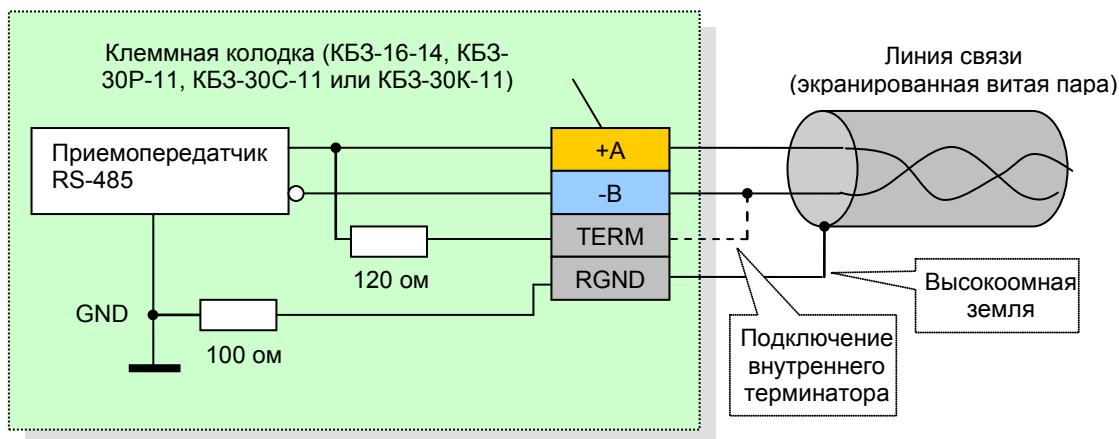 Клеммная колодка (КБЗ-16-14, КБЗ-
30Р-11, КБЗ-30С-11 или КБЗ-30К-11)
Линия связи
(экранированная витая пара)
Приемопередатчик
RS-485
+A
-B
TERM
RGND
120 ом
GND
100 ом
Высокоомная
земля
Подключение
внутреннего
терминатора